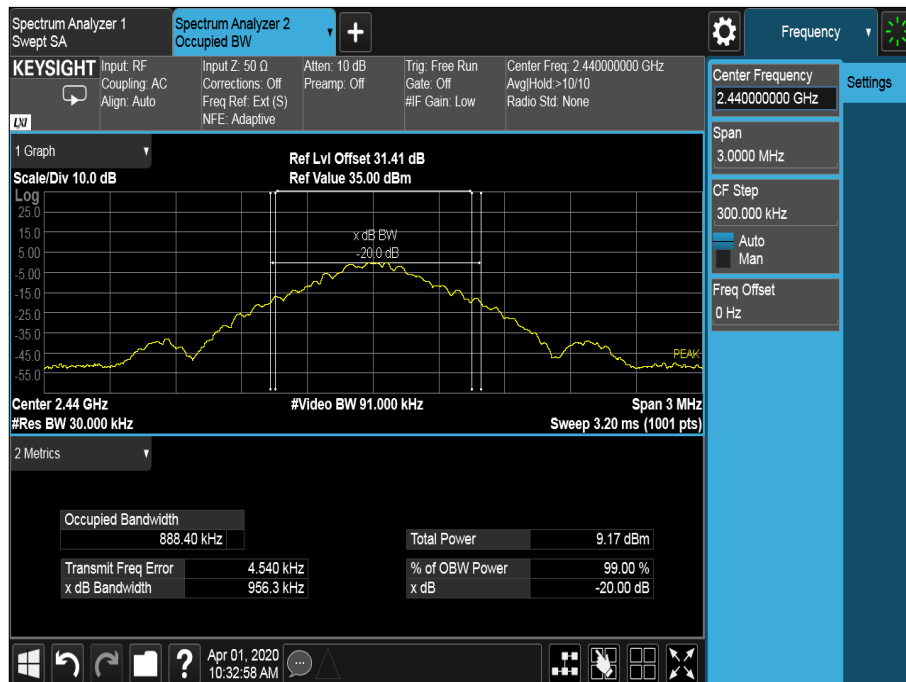 Spectrum Analyzer 1
Swept SA
Spectrum Analyzer 2
Occupied BW
Frequency
KEYSIGHT
LXI
Input: RF
Coupling: AC
Align: Auto
Input Z: 50 Ω
Corrections: Off
Freq Ref: Ext (S)
NFE: Adaptive
Atten: 10 dB
Preamp: Off
Trig: Free Run
Gate: Off
#IF Gain: Low
Center Freq: 2.440000000 GHz
Avg|Hold:>10/10
Radio Std: None
Center Frequency
2.440000000 GHz
Settings
Span
3.0000 MHz
CF Step
300.000 kHz
Auto
Man
Freq Offset
0 Hz
1 Graph
Scale/Div 10.0 dB
Ref Lvl Offset 31.41 dB
Ref Value 35.00 dBm
Log
25.0
15.0
5.00
-5.00
-15.0
-25.0
-35.0
-45.0
-55.0
x dB BW
-20.0 dB
PEAK
Center 2.44 GHz
#Video BW 91.000 kHz
Span 3 MHz
#Res BW 30.000 kHz
Sweep 3.20 ms (1001 pts)
2 Metrics
Occupied Bandwidth
888.40 kHz
Total Power 9.17 dBm
Transmit Freq Error 4.540 kHz
% of OBW Power 99.00 %
x dB Bandwidth 956.3 kHz
x dB -20.00 dB
?
Apr 01, 2020
10:32:58 AM